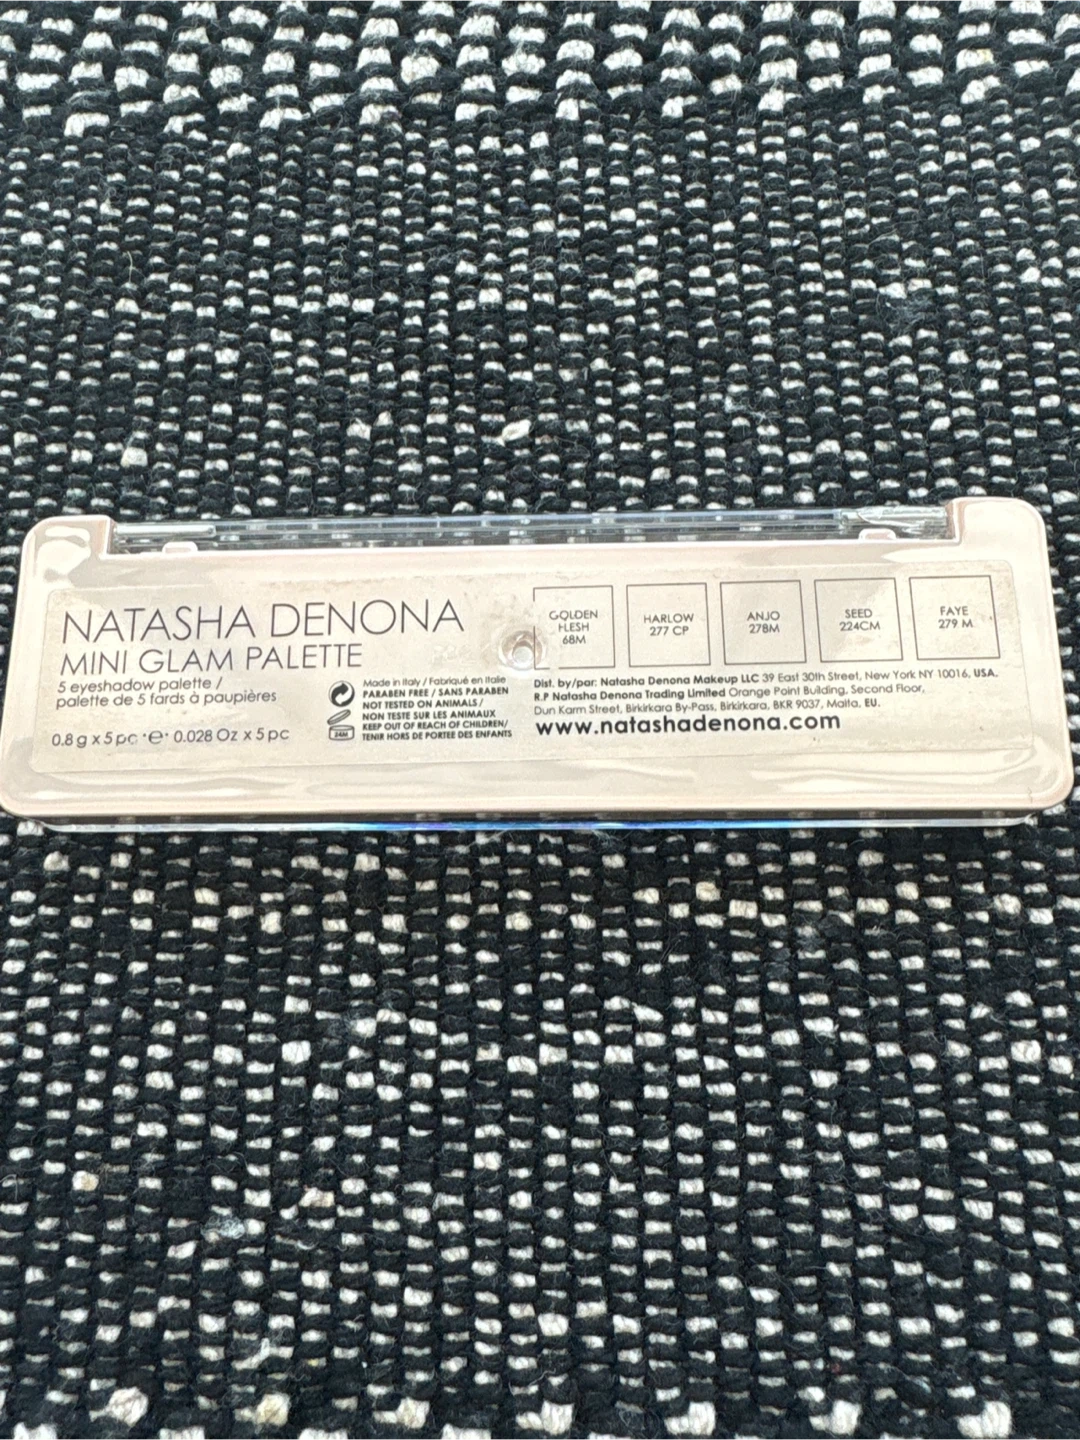 NATASHA DENONA
MINI GLAM PALETTE
5 eyeshadow palette /
palette de 5 fards à paupières
0.8 g x 5 pc e 0.028 Oz x 5 pc
Made in Italy / Fabriqué en Italie
PARABEN FREE / SANS PARABEN
NOT TESTED ON ANIMALS /
NON TESTE SUR LES ANIMAUX
KEEP OUT OF REACH OF CHILDREN/
TENIR HORS DE PORTEE DES ENFANTS
24M
GOLDEN
FLESH
68M
HARLOW
277 CP
ANJO
278M
SEED
224CM
FAYE
279 M
Dist. by/par: Natasha Denona Makeup LLC 39 East 30th Street, New York NY 10016, USA.
R.P Natasha Denona Trading Limited Orange Point Building, Second Floor,
Dun Karm Street, Birkirkara By-Pass, Birkirkara, BKR 9037, Malta, EU.
www.natashadenona.com